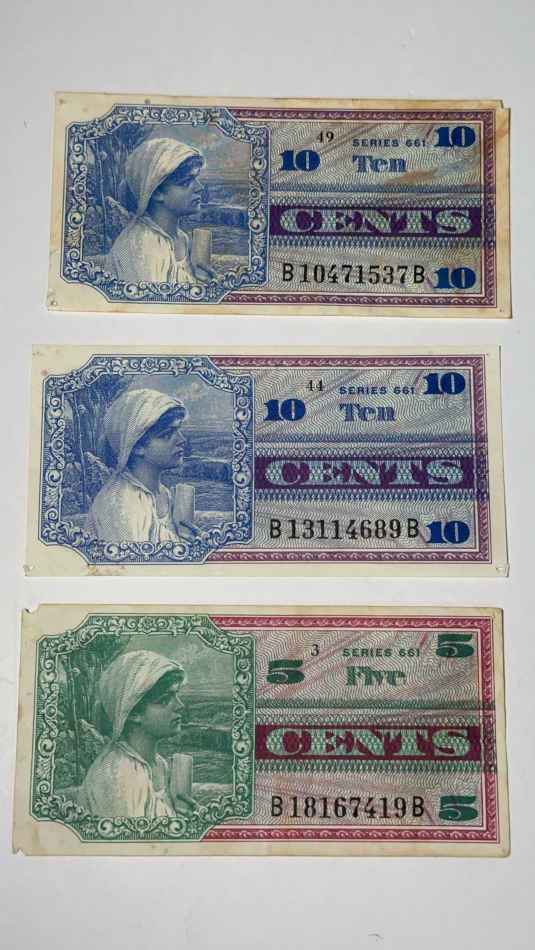 49 SERIES 661 10
10 Ten
CENTS
B10471537B 10
44 SERIES 661 10
10 Ten
CENTS
B13114689B 10
3 SERIES 661 5
5 Five
CENTS
B18167419B 5